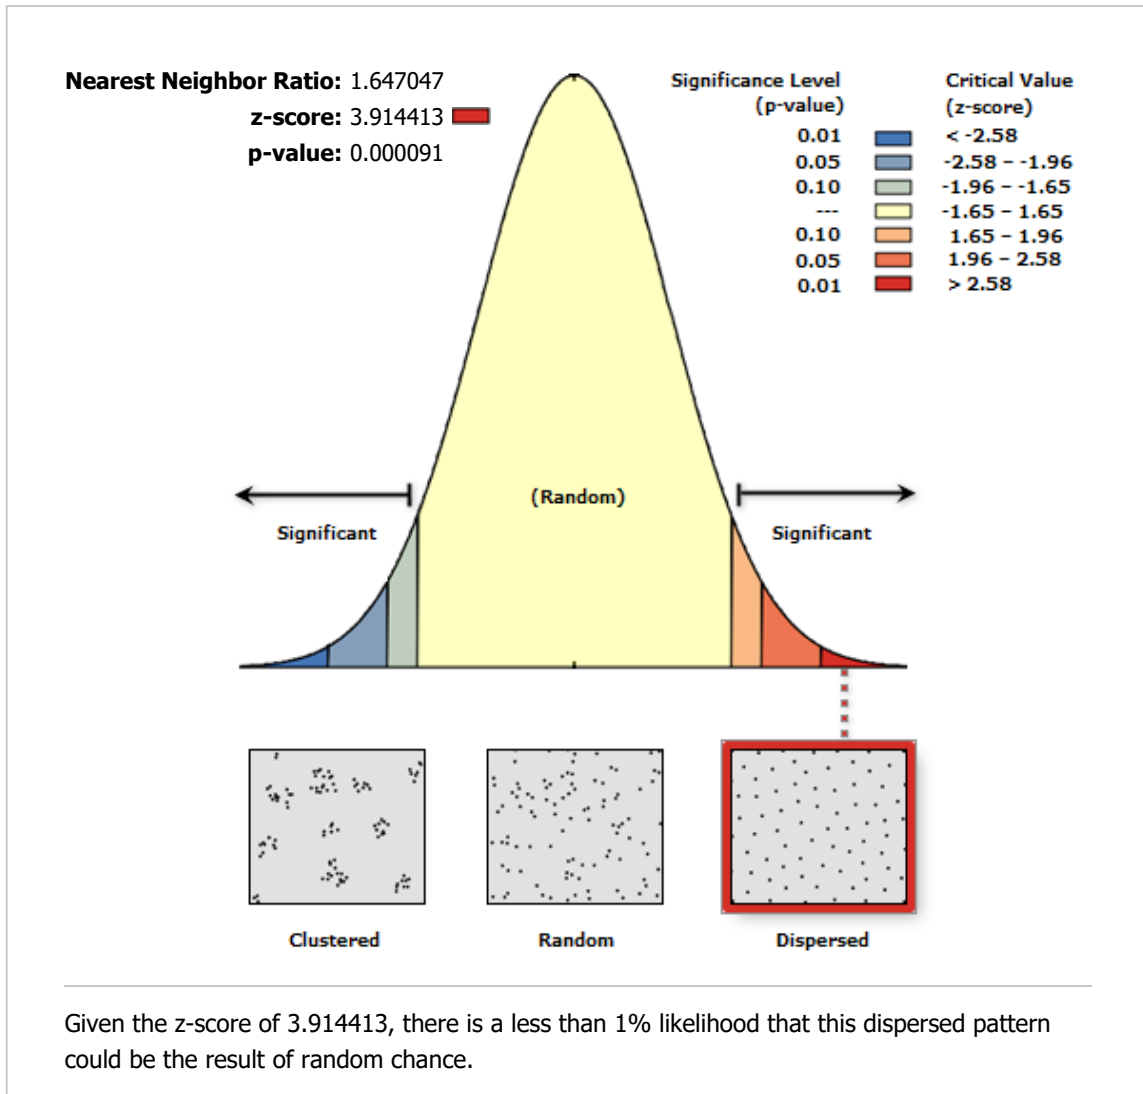 Nearest Neighbor Ratio: 1.647047
z-score: 3.914413
p-value: 0.000091
Significance Level Critical Value
(p-value) (z-score)
0.01 < -2.58
0.05 -2.58 – -1.96
0.10 -1.96 – -1.65
--- -1.65 – 1.65
0.10 1.65 – 1.96
0.05 1.96 – 2.58
0.01 > 2.58
(Random)
Significant Significant
Clustered Random Dispersed
Given the z-score of 3.914413, there is a less than 1% likelihood that this dispersed pattern
could be the result of random chance.